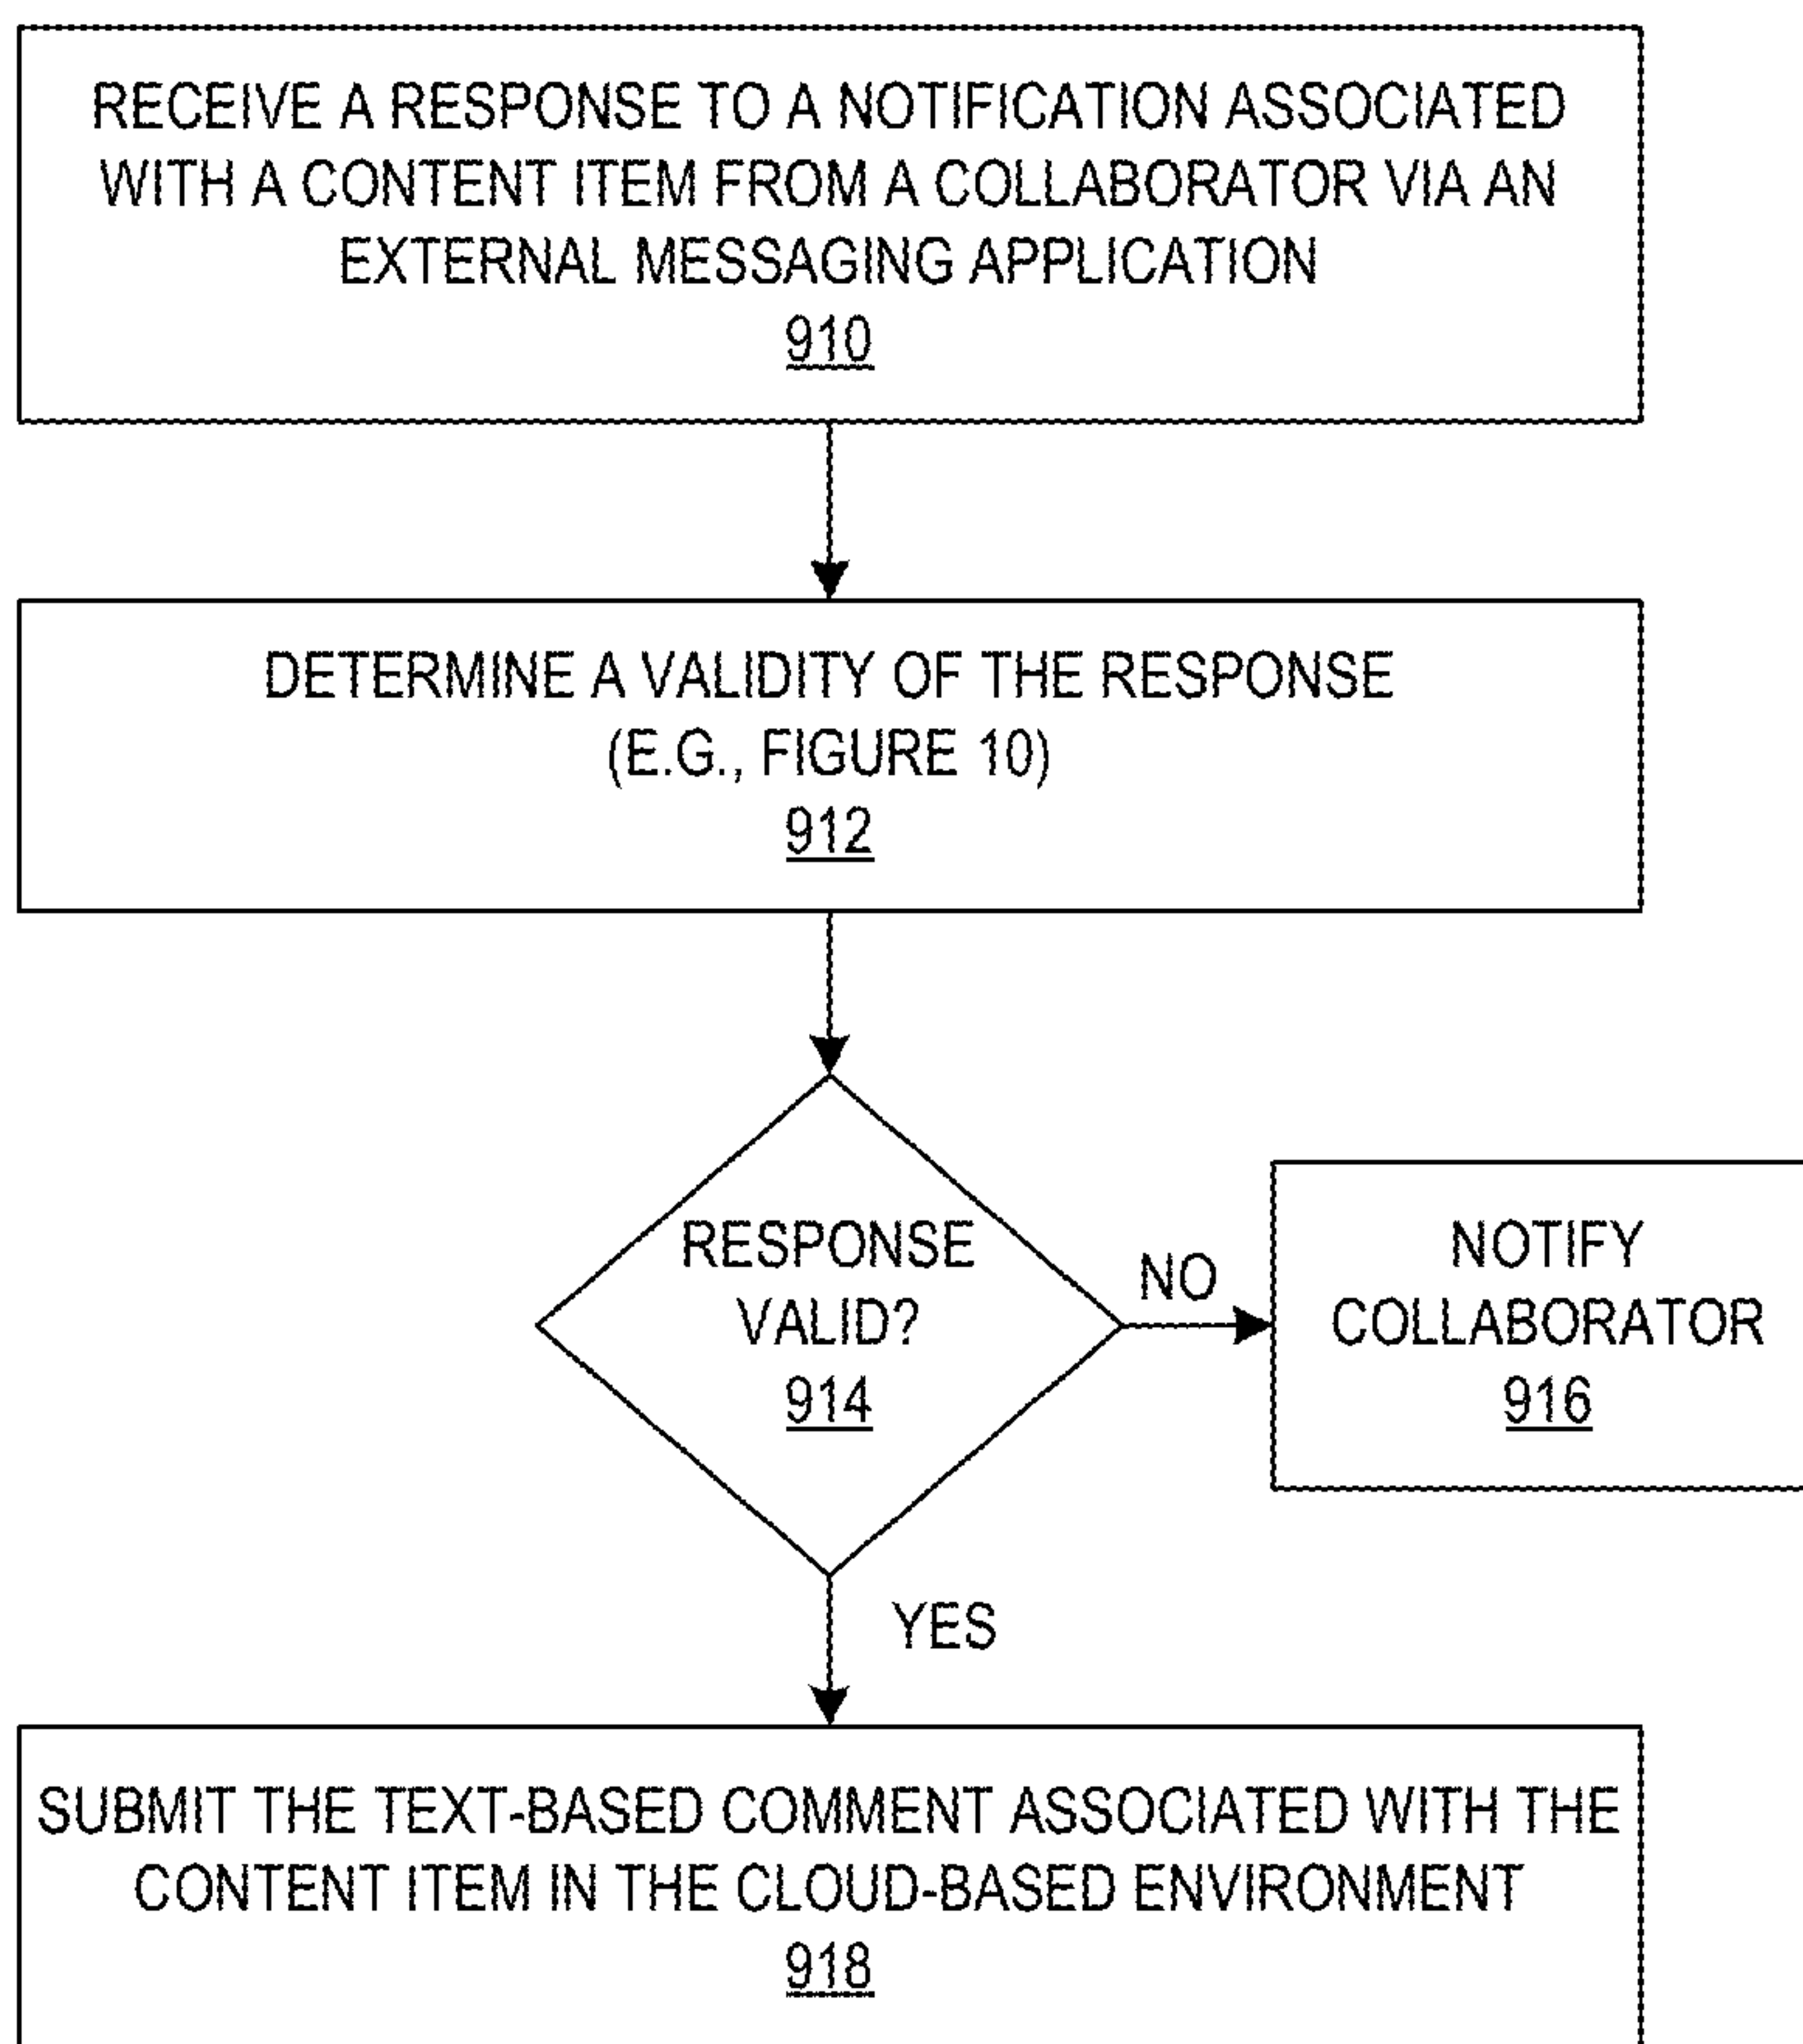 RECEIVE A RESPONSE TO A NOTIFICATION ASSOCIATED
WITH A CONTENT ITEM FROM A COLLABORATOR VIA AN
EXTERNAL MESSAGING APPLICATION
910
DETERMINE A VALIDITY OF THE RESPONSE
(E.G., FIGURE 10)
912
RESPONSE
VALID?
914
NO
NOTIFY
COLLABORATOR
916
YES
SUBMIT THE TEXT-BASED COMMENT ASSOCIATED WITH THE
CONTENT ITEM IN THE CLOUD-BASED ENVIRONMENT
918